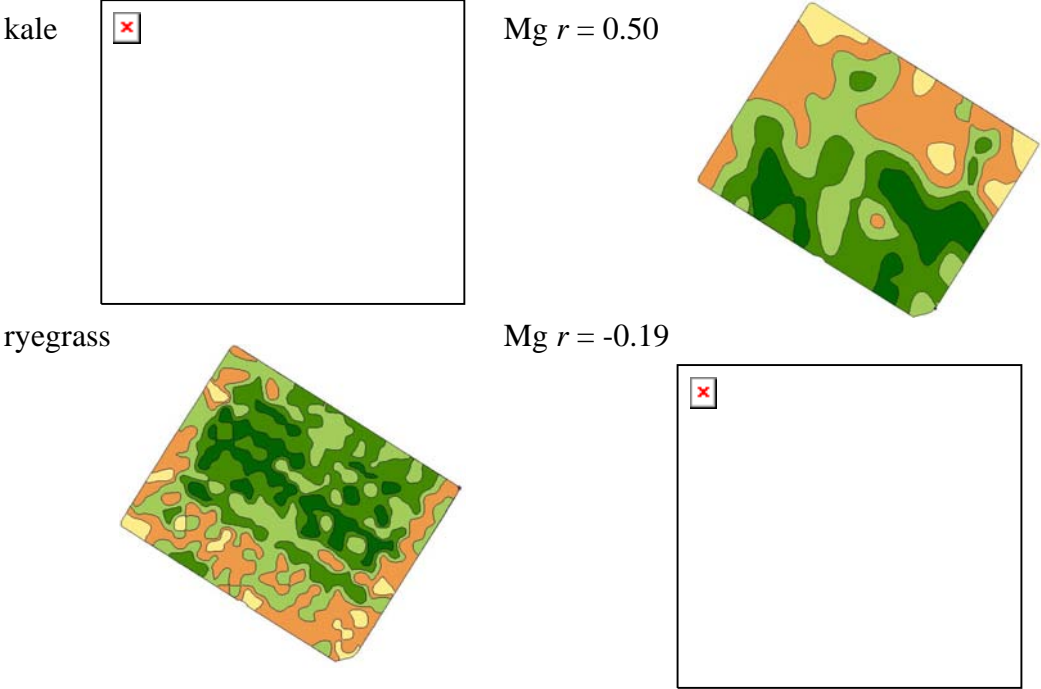 kale Mg r = 0.50
ryegrass Mg r = -0.19